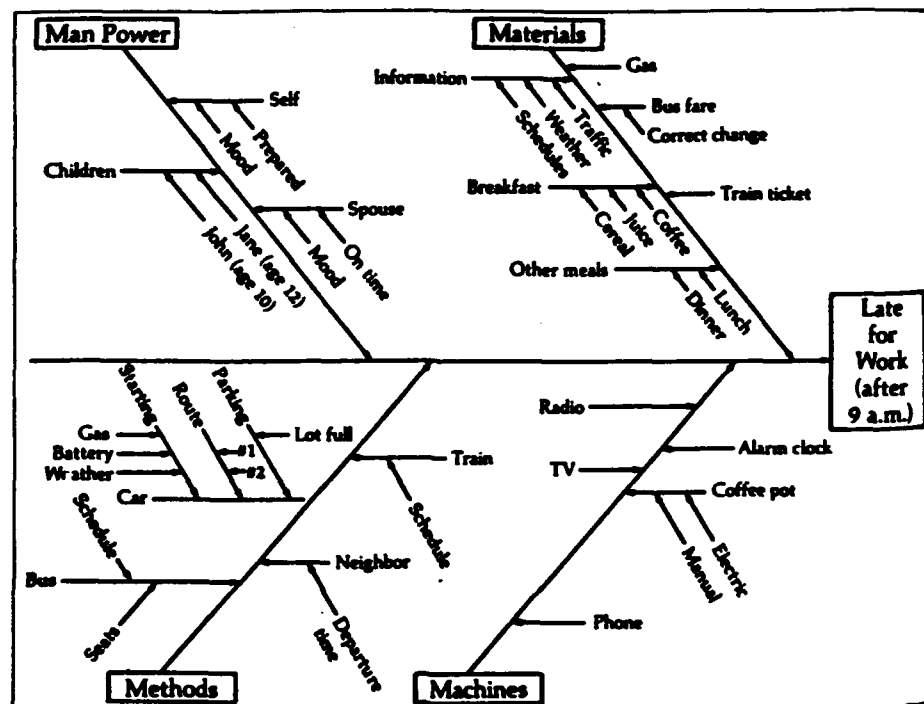 Man Power
Materials
Gas
Information
Self
Bus fare
Correct change
Schedules
Weather
Traffic
Mood
Prepared
Children
Breakfast
Train ticket
Spouse
Cereal
Juice
Coffee
John (age 10)
Jane (age 12)
Mood
On time
Other meals
Dinner
Lunch
Late
for
Work
(after
9 a.m.)
Starting
Route
Parking
Radio
Gas
Lot full
Battery
#1
Alarm clock
Wrather
#2
Train
TV
Car
Coffee pot
Schedule
Schedule
Manual
Electric
Bus
Neighbor
Seats
Departure
time
Phone
Methods
Machines